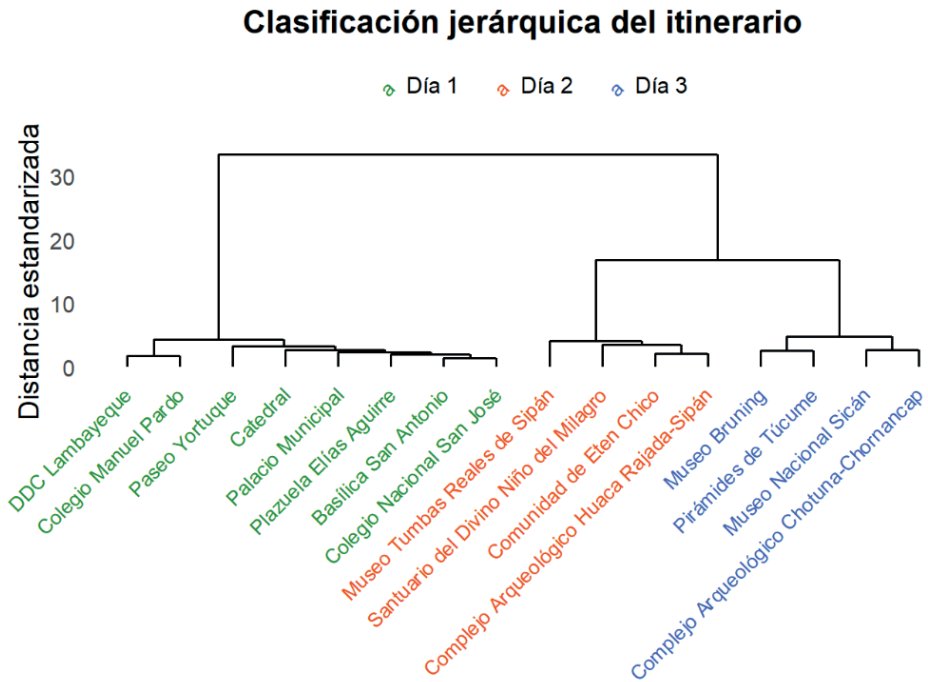 Clasificación jerárquica del itinerario
a Día 1 a Día 2 a Día 3
Distancia estandarizada
30
20
10
0
DDC Lambayeque
Colegio Manuel Pardo
Paseo Yortuque
Catedral
Palacio Municipal
Plazuela Elías Aguirre
Basílica San Antonio
Colegio Nacional San José
Museo Tumbas Reales de Sipán
Santuario del Divino Niño del Milagro
Comunidad de Eten Chico
Complejo Arqueológico Huaca Rajada-Sipán
Museo Bruning
Pirámides de Túcume
Museo Nacional Sicán
Complejo Arqueológico Chotuna-Chornancap